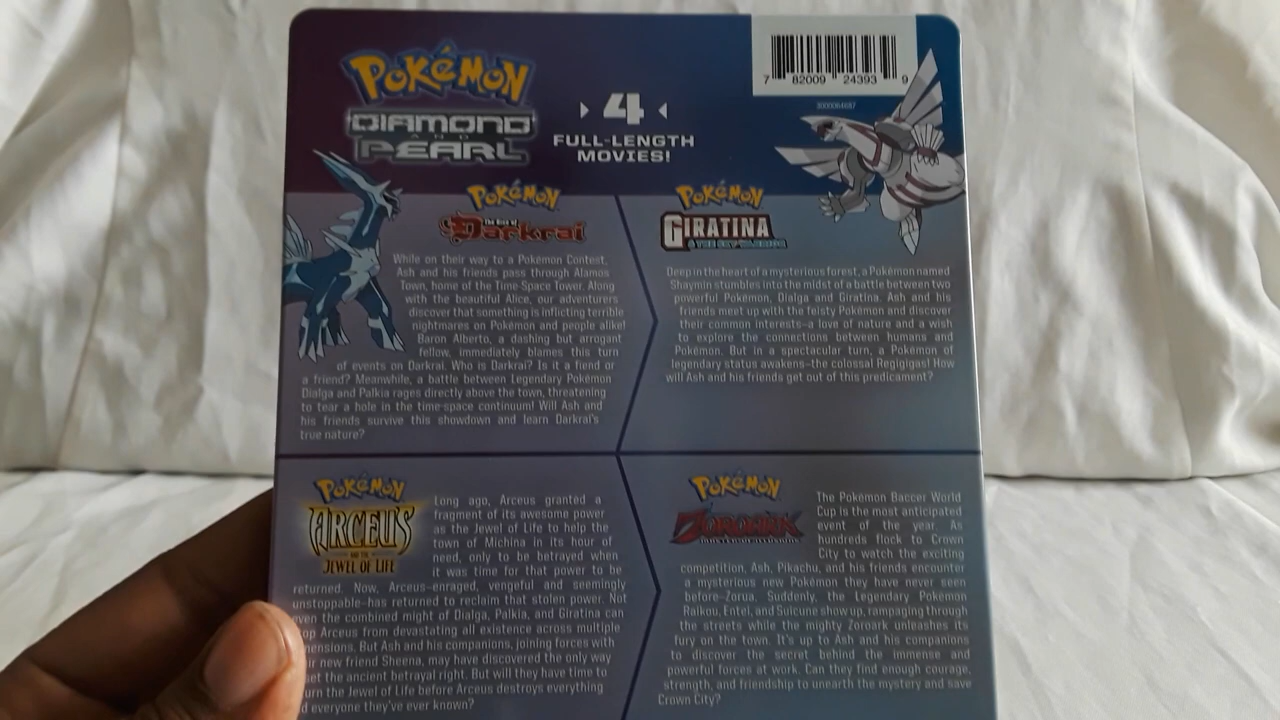 POKéMON
DIAMOND
AND
PEARL
4
FULL-LENGTH
MOVIES!
7 82009 24393 9
POKéMON
The Rise of
Darkrai
While on their way to a Pokémon Contest,
Ash and his friends pass through Alamos
Town, home of the Time-Space Tower. Along
with the beautiful Alice, our adventurers
discover that something is inflicting terrible
nightmares on Pokémon and people alike!
Baron Alberto, a dashing but arrogant
fellow, immediately blames this turn
of events on Darkrai. Who is Darkrai? Is it a fiend or
a friend? Meanwhile, a battle between Legendary Pokémon
Dialga and Palkia rages directly above the town, threatening
to tear a hole in the time-space continuum! Will Ash and
his friends survive this showdown and learn Darkrai's
true nature?
POKéMON
GIRATINA
& THE SKY WARRIOR
Deep in the heart of a mysterious forest, a Pokémon named
Shaymin stumbles into the midst of a battle between two
powerful Pokémon, Dialga and Giratina. Ash and his
friends meet up with the feisty Pokémon and discover
their common interests–a love of nature and a wish
to explore the connections between humans and
Pokémon. But in a spectacular turn, a Pokémon of
legendary status awakens–the colossal Regigigas! How
will Ash and his friends get out of this predicament?
POKéMON
ARCEUS
AND THE
JEWEL OF LIFE
Long ago, Arceus granted a
fragment of its awesome power
as the Jewel of Life to help the
town of Michina in its hour of
need, only to be betrayed when
it was time for that power to be
returned. Now, Arceus–enraged, vengeful and seemingly
unstoppable–has returned to reclaim that stolen power. Not
even the combined might of Dialga, Palkia, and Giratina can
op Arceus from devastating all existence across multiple
ensions. But Ash and his companions, joining forces with
r new friend Sheena, may have discovered the only way
et the ancient betrayal right. But will they have time to
urn the Jewel of Life before Arceus destroys everything
d everyone they've ever known?
POKéMON
ZOROARK
The Pokémon Baccer World
Cup is the most anticipated
event of the year. As
hundreds flock to Crown
City to watch the exciting
competition, Ash, Pikachu, and his friends encounter
a mysterious new Pokémon they have never seen
before–Zorua. Suddenly, the Legendary Pokémon
Raikou, Entei, and Suicune show up, rampaging through
the streets while the mighty Zoroark unleashes its
fury on the town. It's up to Ash and his companions
to discover the secret behind the immense and
powerful forces at work. Can they find enough courage,
strength, and friendship to unearth the mystery and save
Crown City?